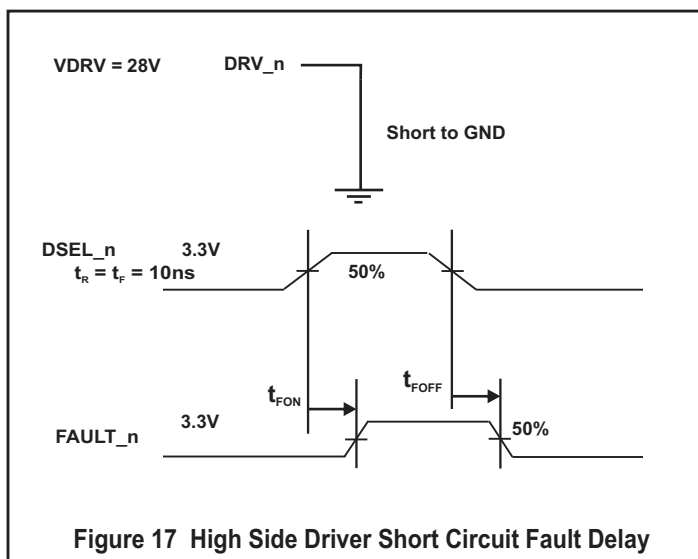 VDRV = 28V
DRV_n
Short to GND
DSEL_n
3.3V
tR = tF = 10ns
50%
tFON
tFOFF
3.3V
FAULT_n
50%
Figure 17 High Side Driver Short Circuit Fault Delay